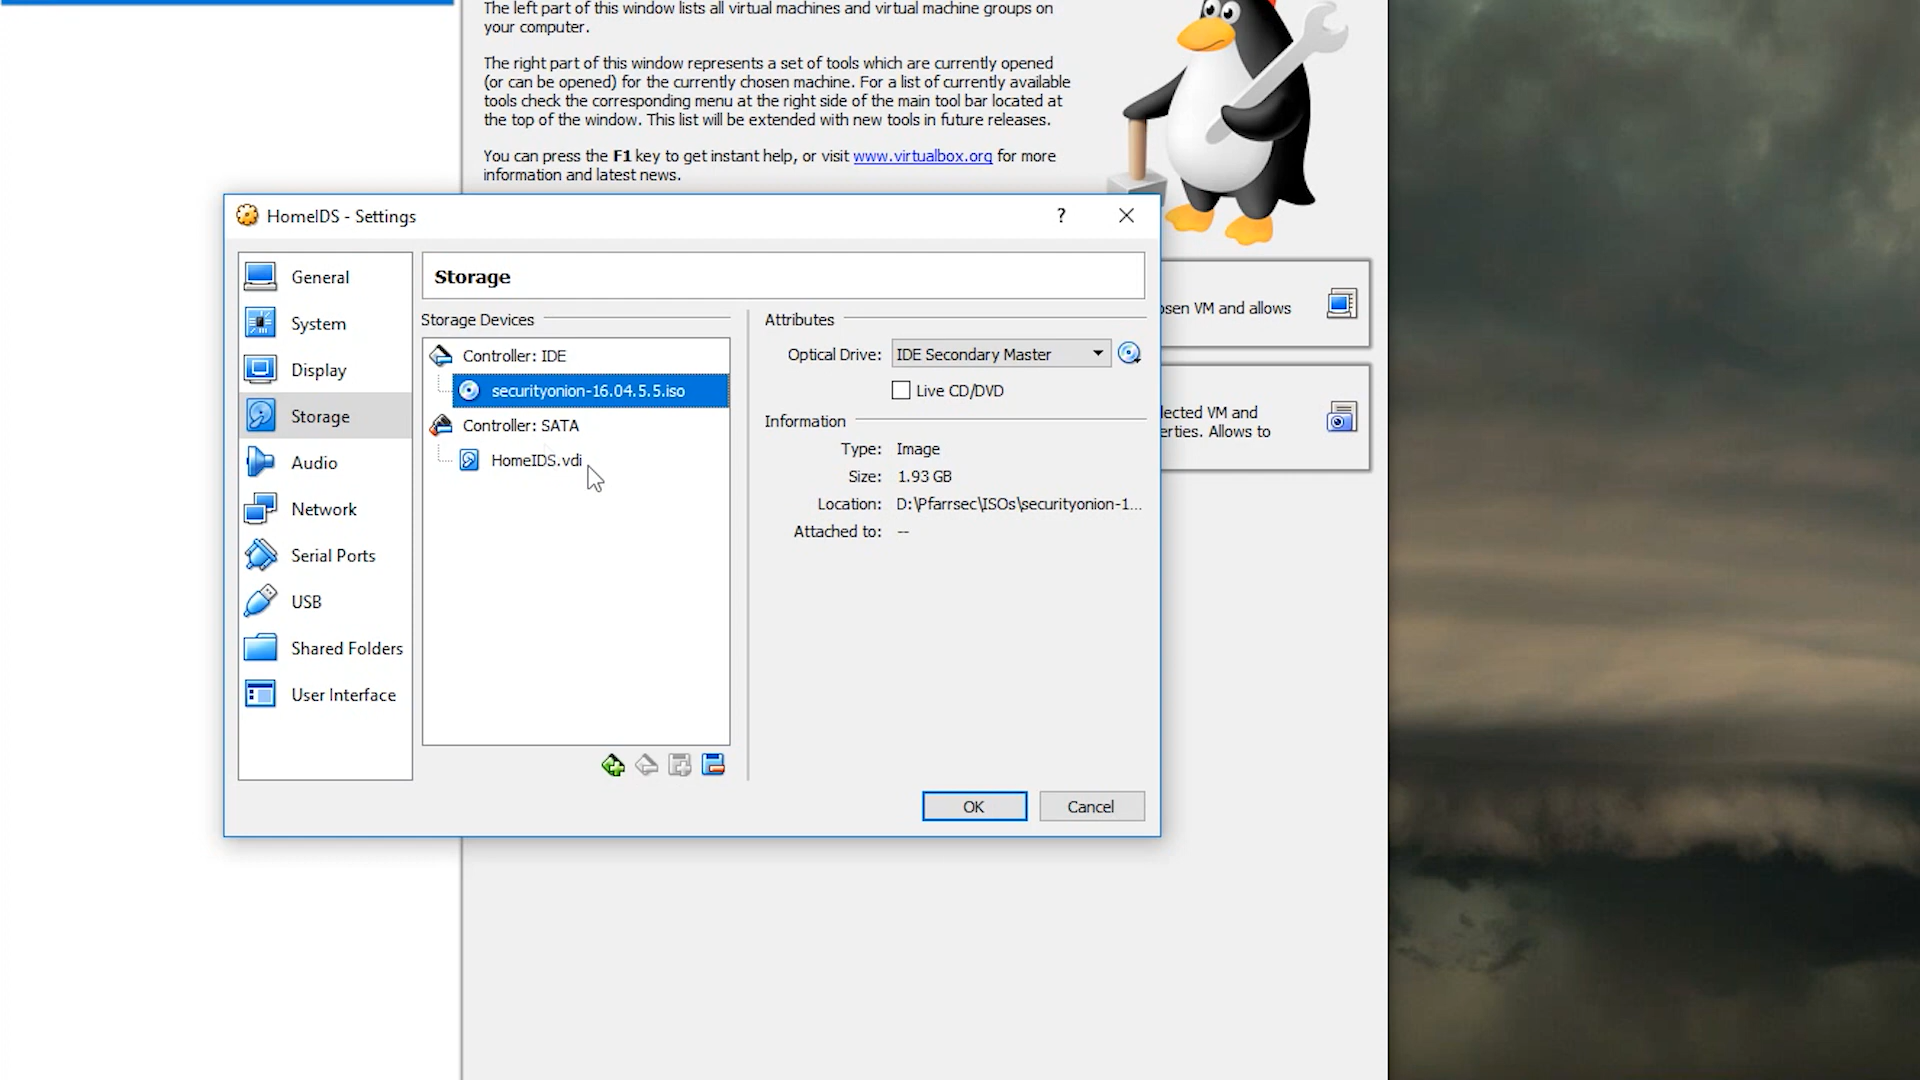 The left part of this window lists all virtual machines and virtual machine groups on
your computer.
The right part of this window represents a set of tools which are currently opened
(or can be opened) for the currently chosen machine. For a list of currently available
tools check the corresponding menu at the right side of the main tool bar located at
the top of the window. This list will be extended with new tools in future releases.
You can press the F1 key to get instant help, or visit www.virtualbox.org for more
information and latest news.
HomeIDS - Settings
?
General
System
Display
Storage
Audio
Network
Serial Ports
USB
Shared Folders
User Interface
Storage
Storage Devices
Controller: IDE
securityonion-16.04.5.5.iso
Controller: SATA
HomeIDS.vdi
Attributes
Optical Drive: IDE Secondary Master
Live CD/DVD
Information
Type: Image
Size: 1.93 GB
Location: D:\Pfarrsec\ISOs\securityonion-1...
Attached to: --
OK
Cancel
osen VM and allows
lected VM and
erties. Allows to